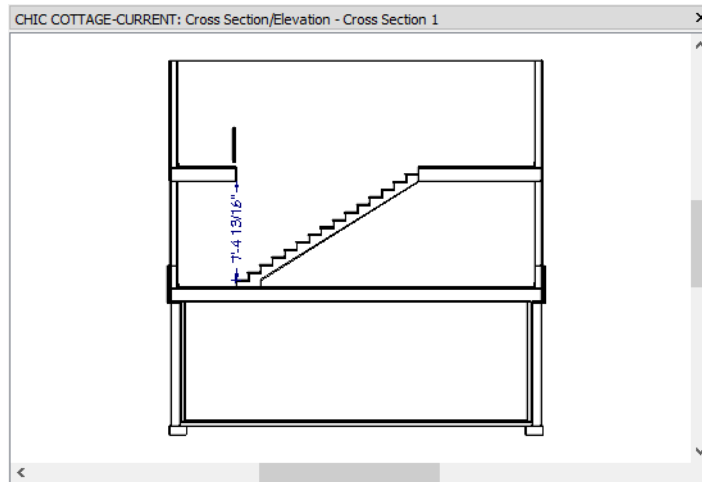 CHIC COTTAGE-CURRENT: Cross Section/Elevation - Cross Section 1
7'-4 13/16"